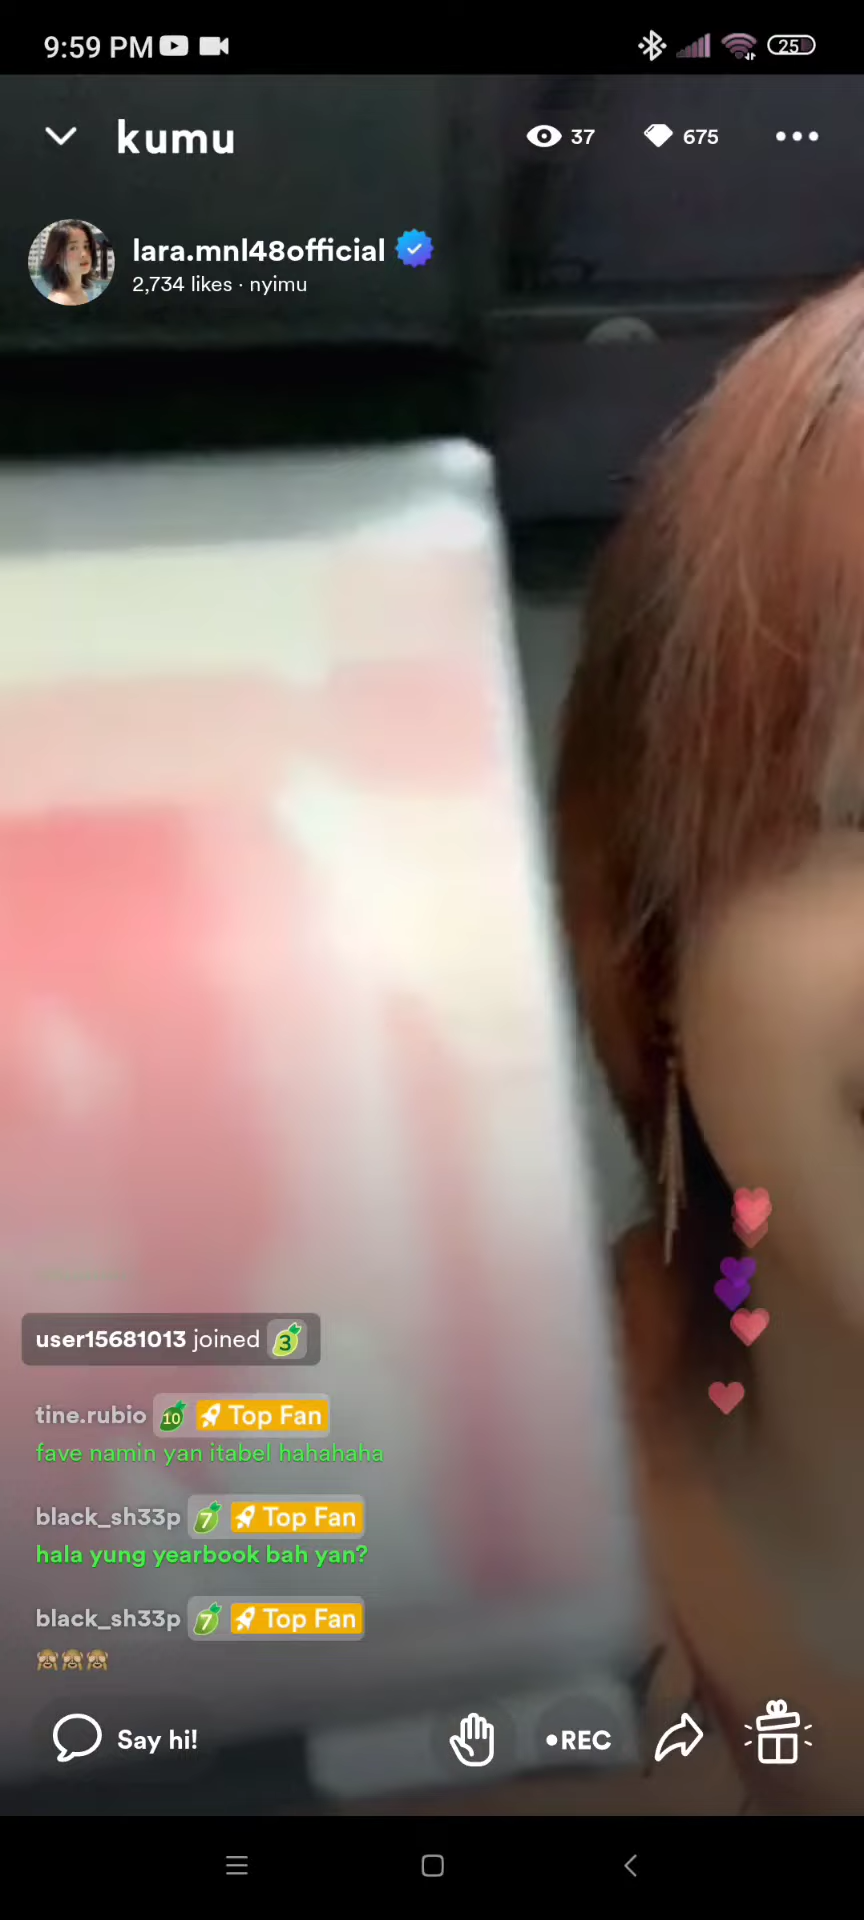 9:59 PM
25
kumu
37
675
lara.mnl48official
2,734 likes · nyimu
user15681013 joined 3
tine.rubio 10 Top Fan
fave namin yan itabel hahahaha
black_sh33p 7 Top Fan
hala yung yearbook bah yan?
black_sh33p 7 Top Fan
🙈🙈🙈
Say hi!
•REC